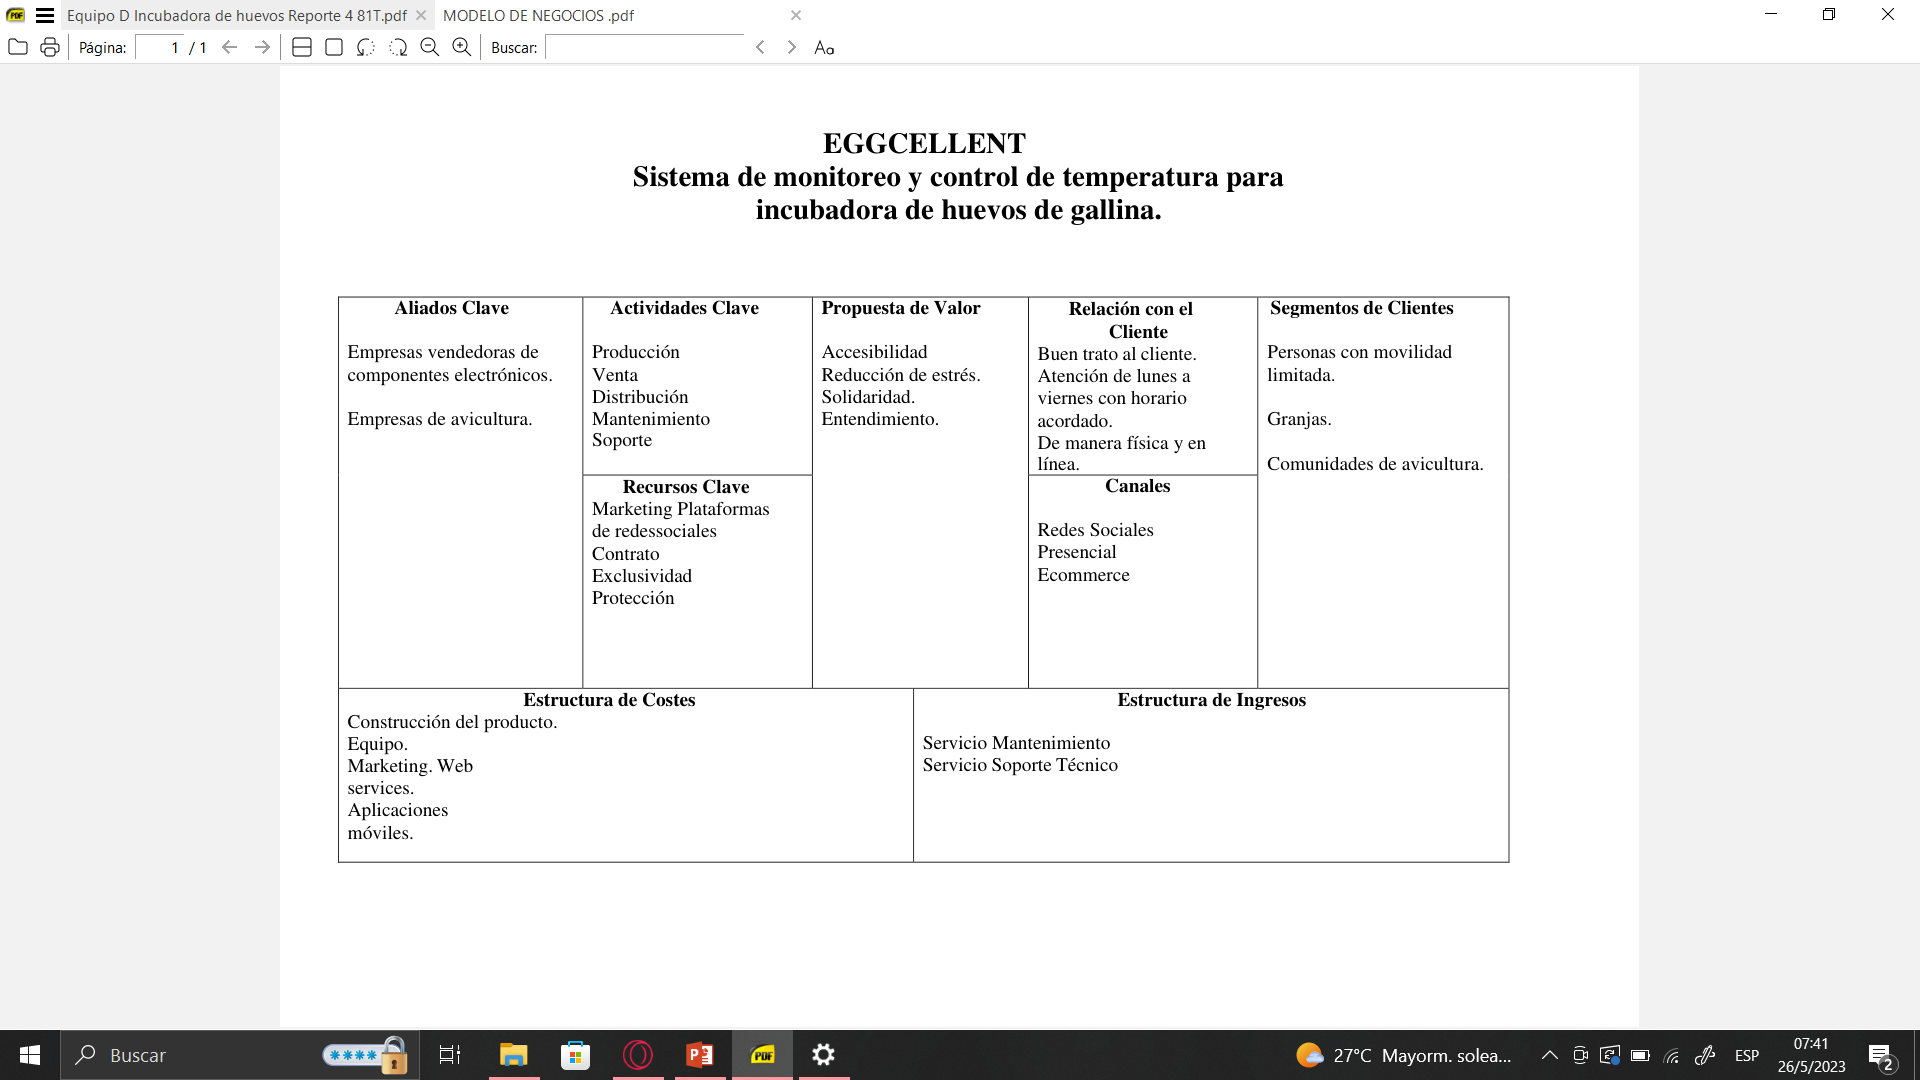 Equipo D Incubadora de huevos Reporte 4 81T.pdf
MODELO DE NEGOCIOS .pdf
Página: 1 / 1
Buscar:
Aa
EGGCELLENT
Sistema de monitoreo y control de temperatura para
incubadora de huevos de gallina.
Aliados Clave
Empresas vendedoras de
componentes electrónicos.
Empresas de avicultura.
Actividades Clave
Producción
Venta
Distribución
Mantenimiento
Soporte
Recursos Clave
Marketing Plataformas
de redessociales
Contrato
Exclusividad
Protección
Propuesta de Valor
Accesibilidad
Reducción de estrés.
Solidaridad.
Entendimiento.
Relación con el
Cliente
Buen trato al cliente.
Atención de lunes a
viernes con horario
acordado.
De manera física y en
línea.
Canales
Redes Sociales
Presencial
Ecommerce
Segmentos de Clientes
Personas con movilidad
limitada.
Granjas.
Comunidades de avicultura.
Estructura de Costes
Construcción del producto.
Equipo.
Marketing. Web
services.
Aplicaciones
móviles.
Estructura de Ingresos
Servicio Mantenimiento
Servicio Soporte Técnico
Buscar
****
PDF
27°C Mayorm. solea...
ESP
07:41
26/5/2023
2